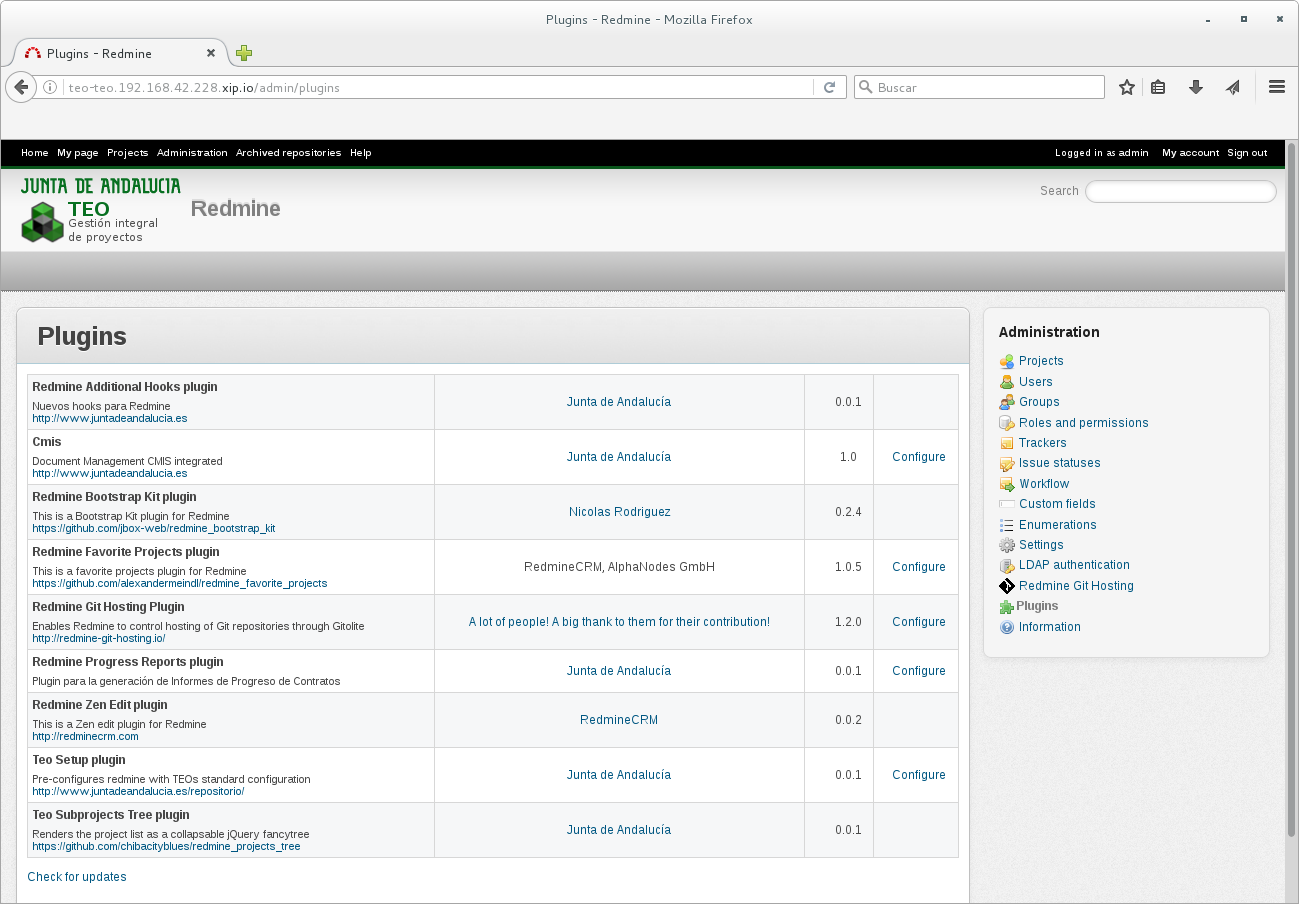 Plugins - Redmine - Mozilla Firefox
Plugins - Redmine
teo-teo.192.168.42.228.xip.io/admin/plugins
Buscar
Home My page Projects Administration Archived repositories Help
Logged in as admin My account Sign out
JUNTA DE ANDALUCIA
TEO
Gestión integral
de proyectos
Redmine
Search
Plugins
Redmine Additional Hooks plugin
Nuevos hooks para Redmine
http://www.juntadeandalucia.es
Junta de Andalucía
0.0.1
Cmis
Document Management CMIS integrated
http://www.juntadeandalucia.es
Junta de Andalucía
1.0
Configure
Redmine Bootstrap Kit plugin
This is a Bootstrap Kit plugin for Redmine
https://github.com/jbox-web/redmine_bootstrap_kit
Nicolas Rodriguez
0.2.4
Redmine Favorite Projects plugin
This is a favorite projects plugin for Redmine
https://github.com/alexandermeindl/redmine_favorite_projects
RedmineCRM, AlphaNodes GmbH
1.0.5
Configure
Redmine Git Hosting Plugin
Enables Redmine to control hosting of Git repositories through Gitolite
http://redmine-git-hosting.io/
A lot of people! A big thank to them for their contribution!
1.2.0
Configure
Redmine Progress Reports plugin
Plugin para la generación de Informes de Progreso de Contratos
Junta de Andalucía
0.0.1
Configure
Redmine Zen Edit plugin
This is a Zen edit plugin for Redmine
http://redminecrm.com
RedmineCRM
0.0.2
Teo Setup plugin
Pre-configures redmine with TEOs standard configuration
http://www.juntadeandalucia.es/repositorio/
Junta de Andalucía
0.0.1
Configure
Teo Subprojects Tree plugin
Renders the project list as a collapsable jQuery fancytree
https://github.com/chibacityblues/redmine_projects_tree
Junta de Andalucía
0.0.1
Check for updates
Administration
Projects
Users
Groups
Roles and permissions
Trackers
Issue statuses
Workflow
Custom fields
Enumerations
Settings
LDAP authentication
Redmine Git Hosting
Plugins
Information